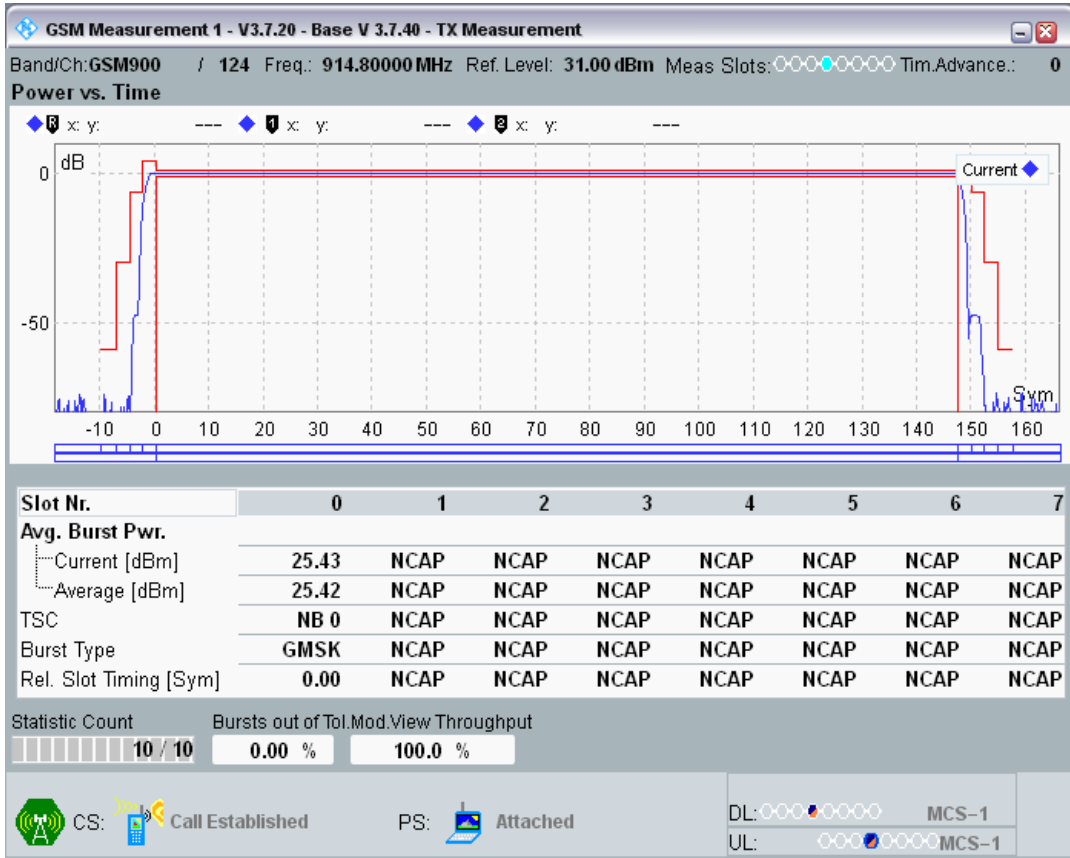 GSM Measurement 1 - V3.7.20 - Base V 3.7.40 - TX Measurement
Band/Ch:GSM900 / 124 Freq.: 914.80000 MHz Ref. Level: 31.00 dBm Meas Slots: Tim.Advance.: 0
Power vs. Time
R x: y: --- 1 x: y: --- 2 x: y: ---
dB
Current
0
-50
Sym
-10 0 10 20 30 40 50 60 70 80 90 100 110 120 130 140 150 160
Slot Nr. 0 1 2 3 4 5 6 7
Avg. Burst Pwr.
Current [dBm] 25.43 NCAP NCAP NCAP NCAP NCAP NCAP NCAP
Average [dBm] 25.42 NCAP NCAP NCAP NCAP NCAP NCAP NCAP
TSC NB 0 NCAP NCAP NCAP NCAP NCAP NCAP NCAP
Burst Type GMSK NCAP NCAP NCAP NCAP NCAP NCAP NCAP
Rel. Slot Timing [Sym] 0.00 NCAP NCAP NCAP NCAP NCAP NCAP NCAP
Statistic Count Bursts out of Tol. Mod.View Throughput
10 / 10 0.00 % 100.0 %
CS: Call Established PS: Attached
DL: MCS-1
UL: MCS-1